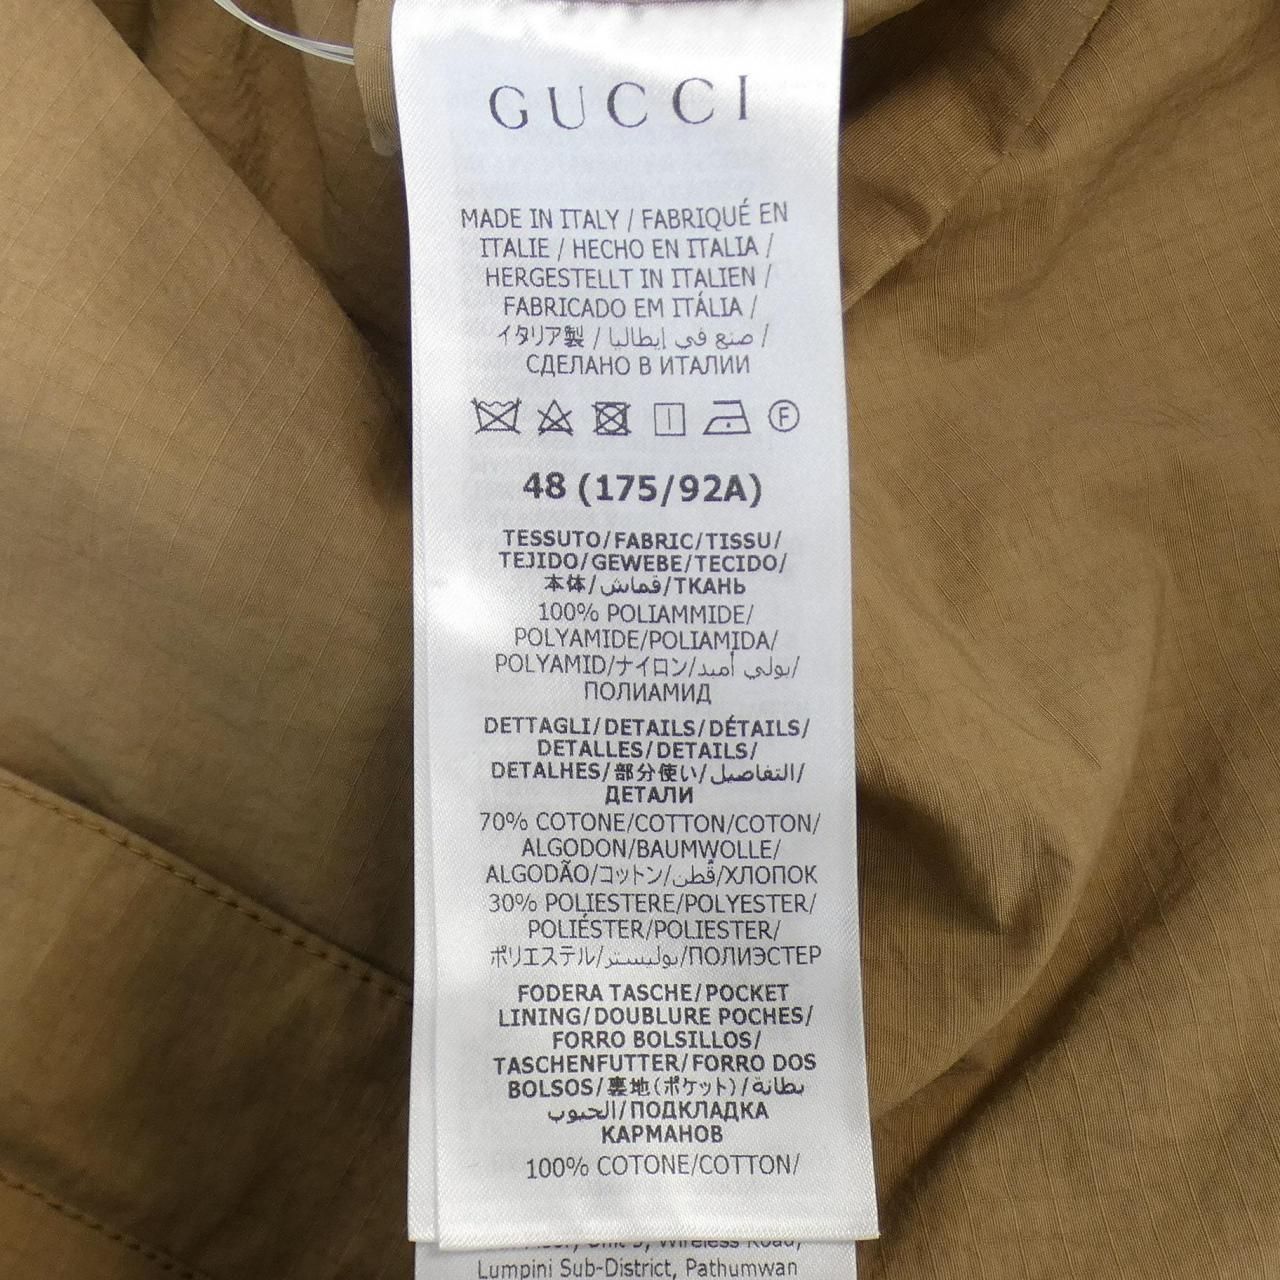 GUCCI
MADE IN ITALY / FABRIQUÉ EN
ITALIE / HECHO EN ITALIA /
HERGESTELLT IN ITALIEN /
FABRICADO EM ITÁLIA /
イタリア製 / صنع في إيطاليا /
СДЕЛАНО В ИТАЛИИ
F
48 (175/92A)
TESSUTO/FABRIC/TISSU/
TEJIDO/GEWEBE/TECIDO/
本体/قماش/ТКАНЬ
100% POLIAMMIDE/
POLYAMIDE/POLIAMIDA/
POLYAMID/ナイロン/بولي أميد/
ПОЛИАМИД
DETTAGLI/DETAILS/DÉTAILS/
DETALLES/DETAILS/
DETALHES/部分使い/التفاصيل/
ДЕТАЛИ
70% COTONE/COTTON/COTON/
ALGODON/BAUMWOLLE/
ALGODÃO/コットン/قطن/ХЛОПОК
30% POLIESTERE/POLYESTER/
POLIÉSTER/POLIESTER/
ポリエステル/بوليستر/ПОЛИЭСТЕР
FODERA TASCHE/POCKET
LINING/DOUBLURE POCHES/
FORRO BOLSILLOS/
TASCHENFUTTER/FORRO DOS
BOLSOS/裏地(ポケット)/بطانة
الجيوب/ПОДКЛАДКА
КАРМАНОВ
100% COTONE/COTTON/
Wireless Road,
Lumpini Sub-District, Pathumwan